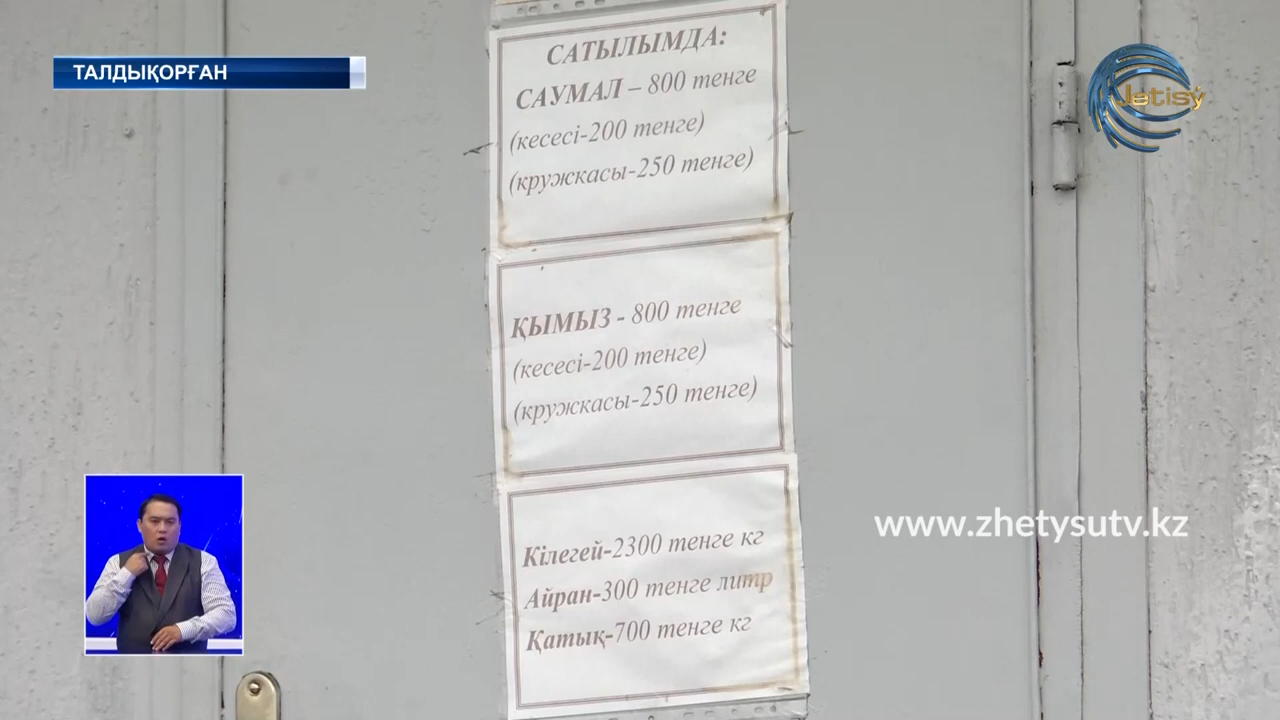 ТАЛДЫҚОРҒАН
Jetisý
САТЫЛЫМДА:
САУМАЛ – 800 тенге
(кесесі-200 тенге)
(кружкасы-250 тенге)
ҚЫМЫЗ - 800 тенге
(кесесі-200 тенге)
(кружкасы-250 тенге)
Кілегей-2300 тенге кг
Айран-300 тенге литр
Қатық-700 тенге кг
www.zhetysutv.kz